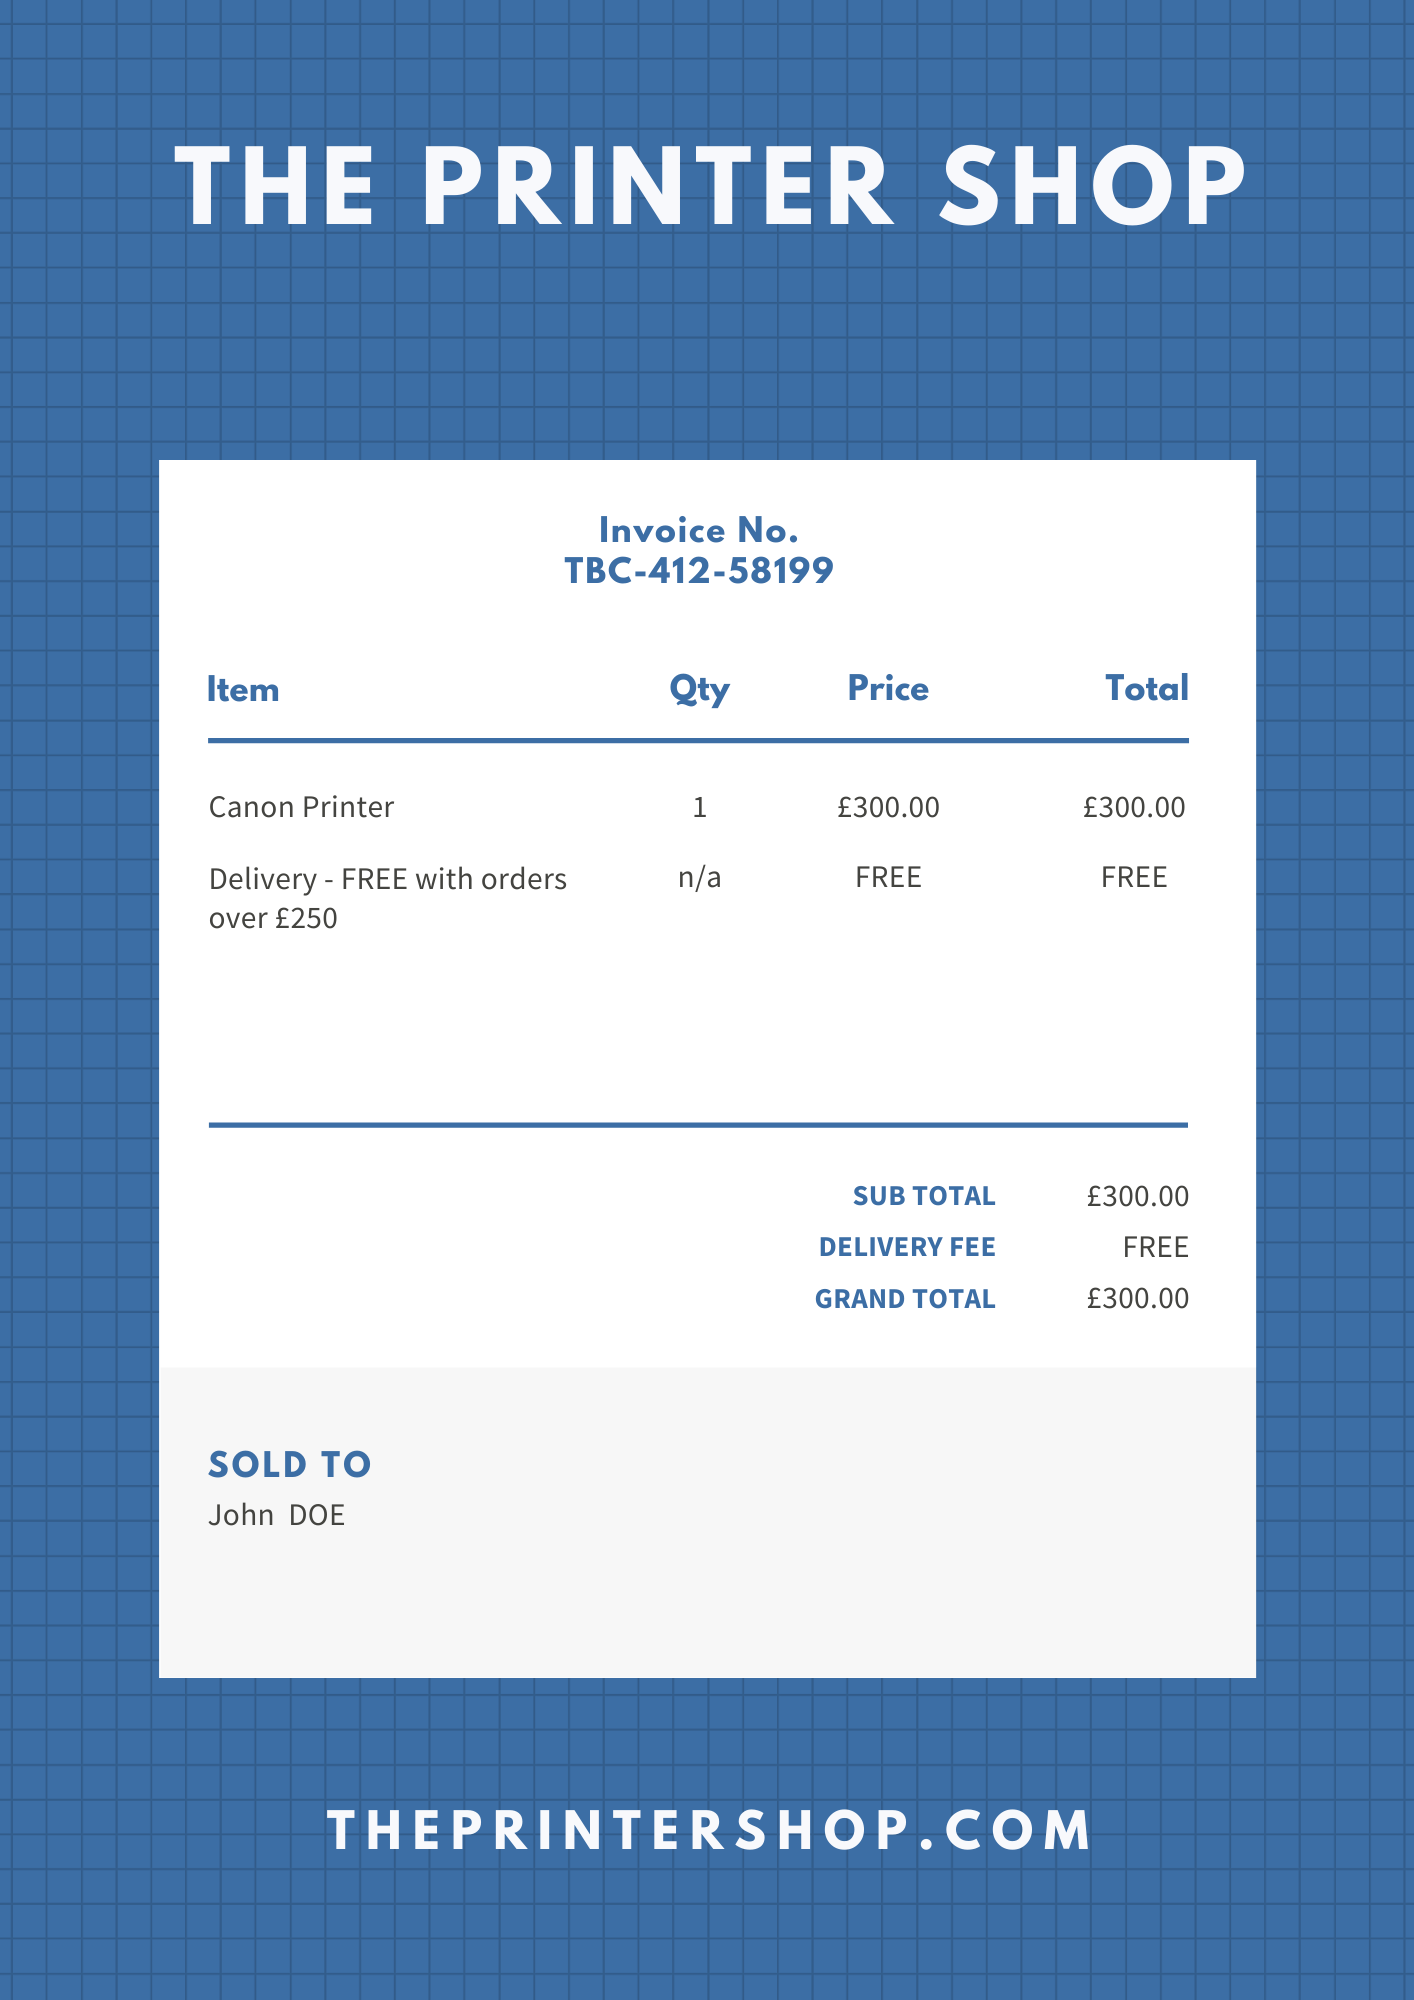 THE PRINTER SHOP
Invoice No.
TBC-412-58199
Item Qty Price Total
Canon Printer 1 £300.00 £300.00
Delivery - FREE with orders n/a FREE FREE
over £250
SUB TOTAL £300.00
DELIVERY FEE FREE
GRAND TOTAL £300.00
SOLD TO
John DOE
THEPRINTERSHOP.COM